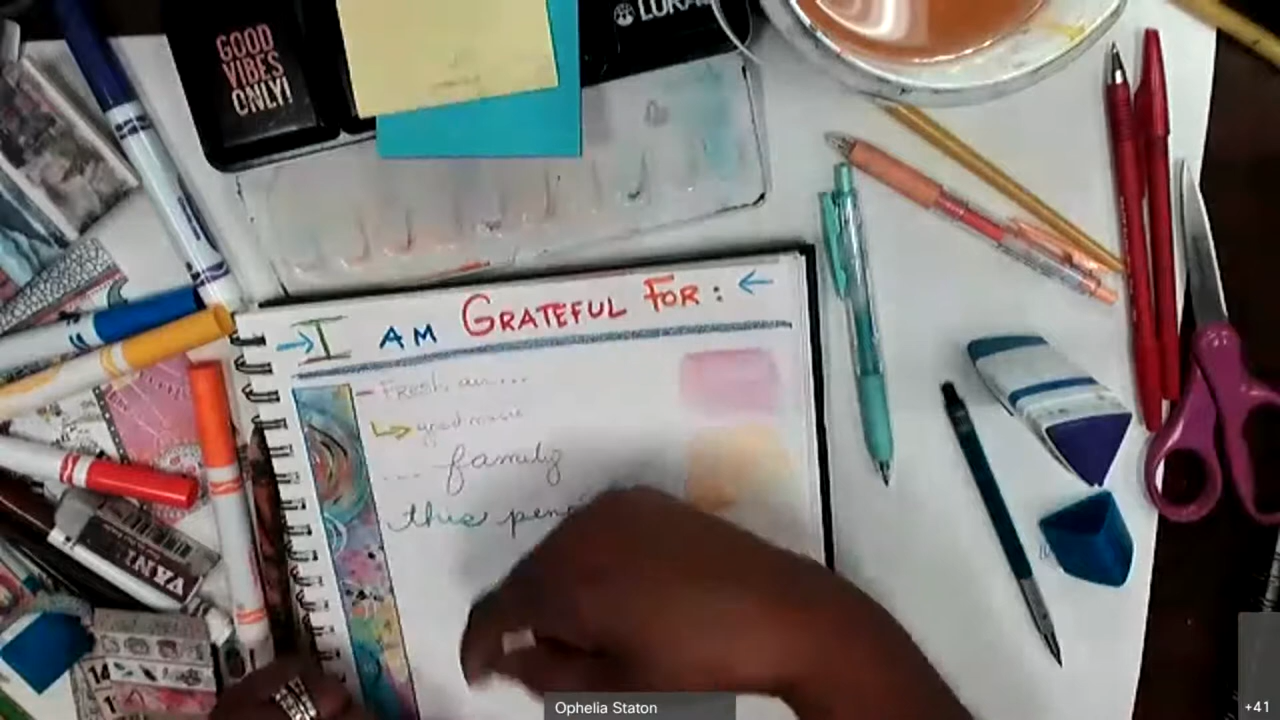 GOOD
VIBES
ONLY!
→ I AM GRATEFUL FOR: ←
- Fresh air...
↳ good music
... family
this pen
Ophelia Staton
+41